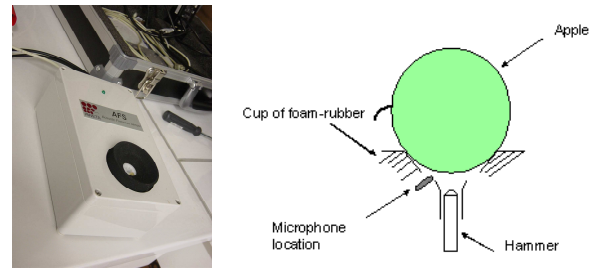 AFS
Apple
Cup of foam-rubber
Microphone
location
Hammer